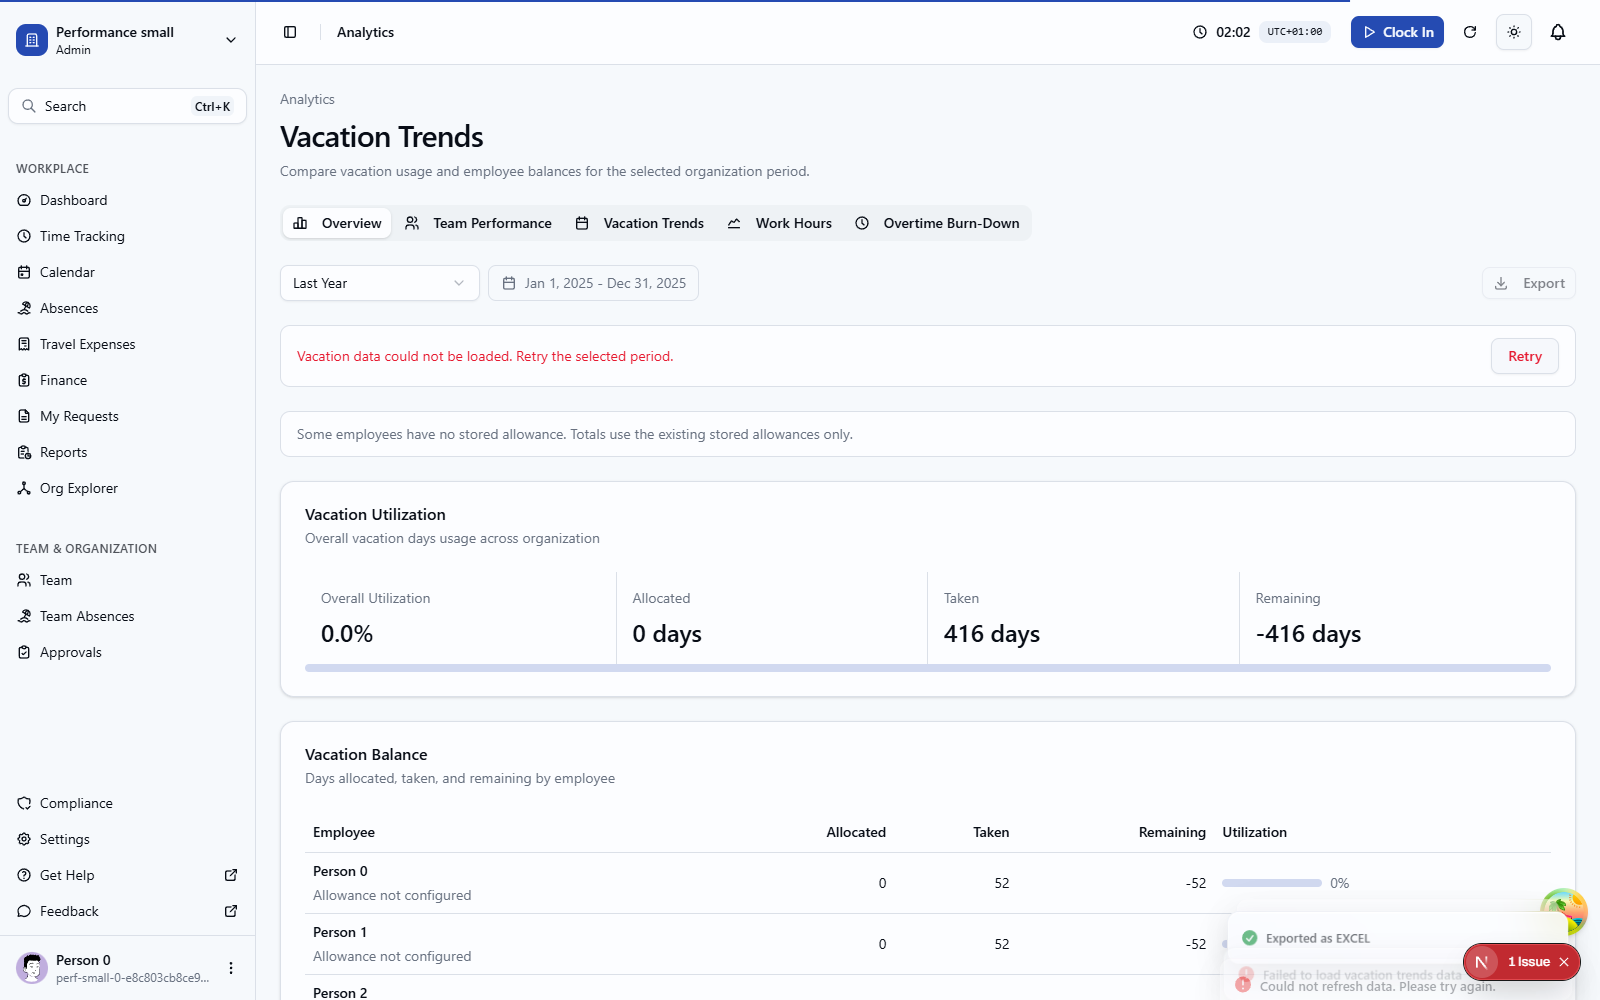 Performance small
Admin
Search
Ctrl+K
WORKPLACE
Dashboard
Time Tracking
Calendar
Absences
Travel Expenses
Finance
My Requests
Reports
Org Explorer
TEAM & ORGANIZATION
Team
Team Absences
Approvals
Compliance
Settings
Get Help
Feedback
Person 0
perf-small-0-e8c803cb8ce9...
Analytics
02:02
UTC+01:00
Clock In
Analytics
Vacation Trends
Compare vacation usage and employee balances for the selected organization period.
Overview
Team Performance
Vacation Trends
Work Hours
Overtime Burn-Down
Last Year
Jan 1, 2025 - Dec 31, 2025
Export
Vacation data could not be loaded. Retry the selected period.
Retry
Some employees have no stored allowance. Totals use the existing stored allowances only.
Vacation Utilization
Overall vacation days usage across organization
Overall Utilization
0.0%
Allocated
0 days
Taken
416 days
Remaining
-416 days
Vacation Balance
Days allocated, taken, and remaining by employee
Employee Allocated Taken Remaining Utilization
Person 0
Allowance not configured
0 52 -52 0%
Person 1
Allowance not configured
0 52 -52
Person 2
Exported as EXCEL
Failed to load vacation trends data
Could not refresh data. Please try again.
N 1 Issue